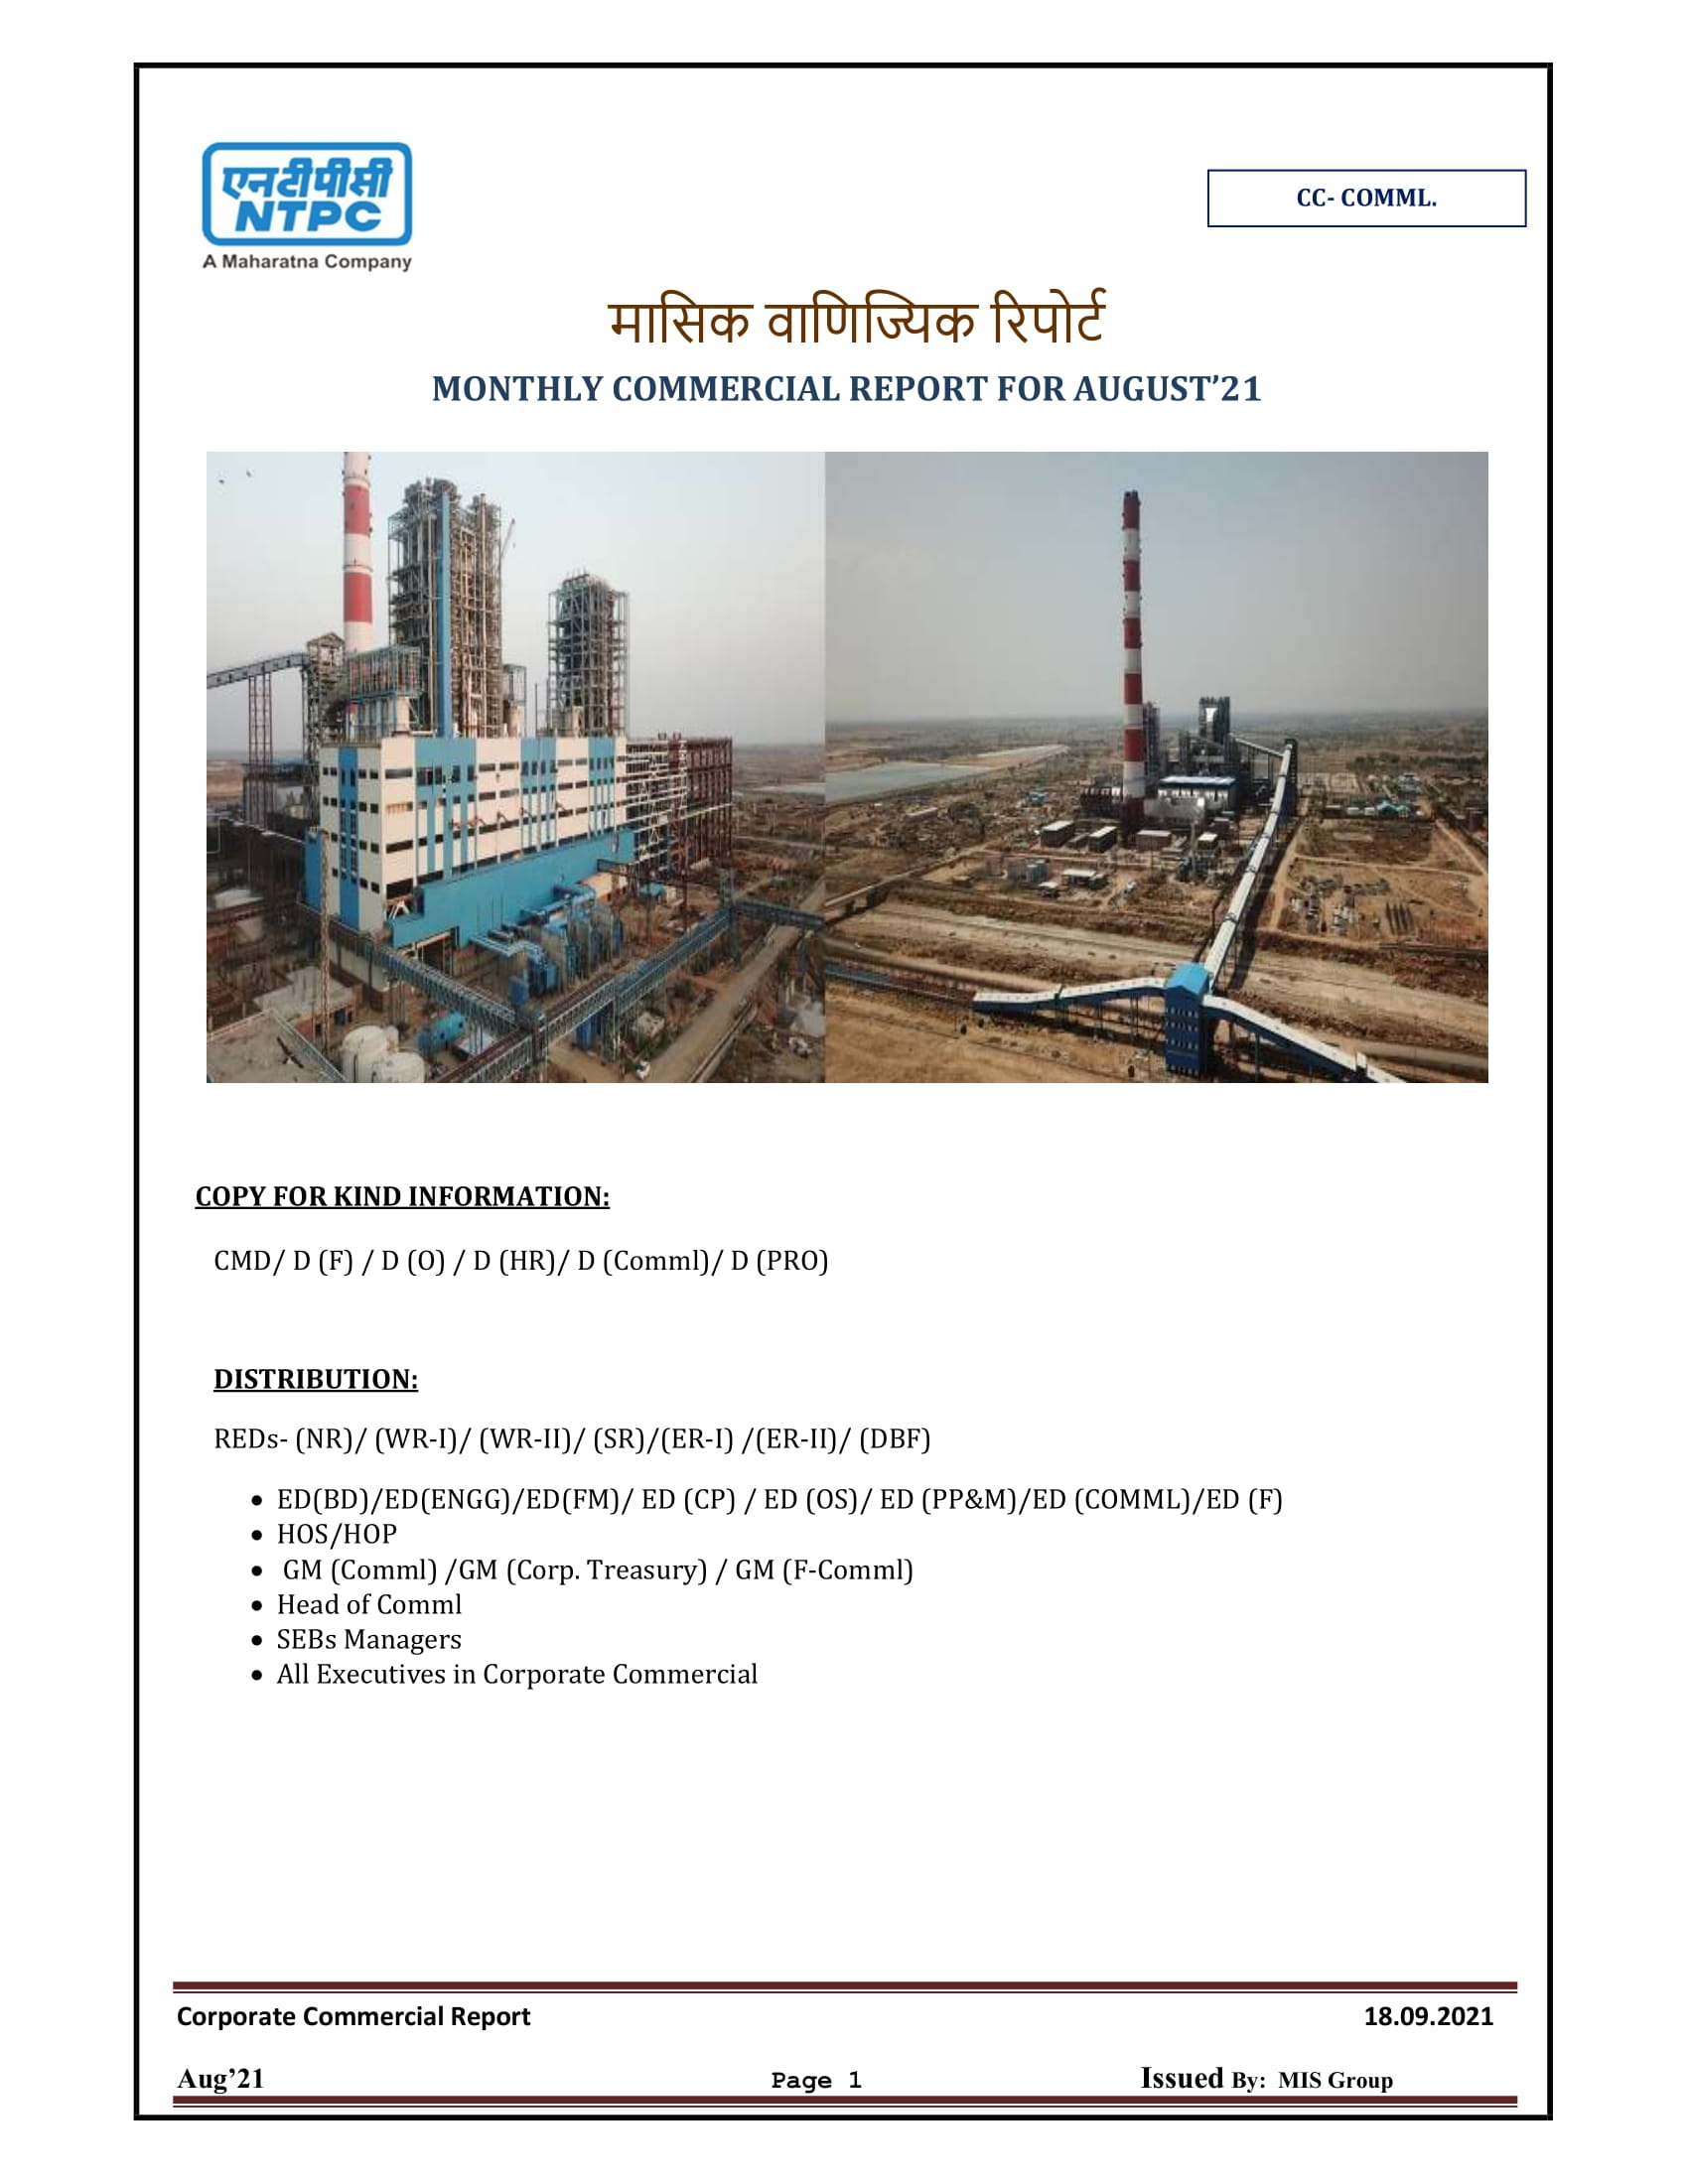 एनटीपीसी
NTPC
A Maharatna Company
CC- COMML.
मासिक वाणिज्यिक रिपोर्ट
MONTHLY COMMERCIAL REPORT FOR AUGUST’21
COPY FOR KIND INFORMATION:
CMD/ D (F) / D (O) / D (HR)/ D (Comml)/ D (PRO)
DISTRIBUTION:
REDs- (NR)/ (WR-I)/ (WR-II)/ (SR)/(ER-I) /(ER-II)/ (DBF)
• ED(BD)/ED(ENGG)/ED(FM)/ ED (CP) / ED (OS)/ ED (PP&M)/ED (COMML)/ED (F)
• HOS/HOP
• GM (Comml) /GM (Corp. Treasury) / GM (F-Comml)
• Head of Comml
• SEBs Managers
• All Executives in Corporate Commercial
Corporate Commercial Report 18.09.2021
Aug’21 Page 1 Issued By: MIS Group